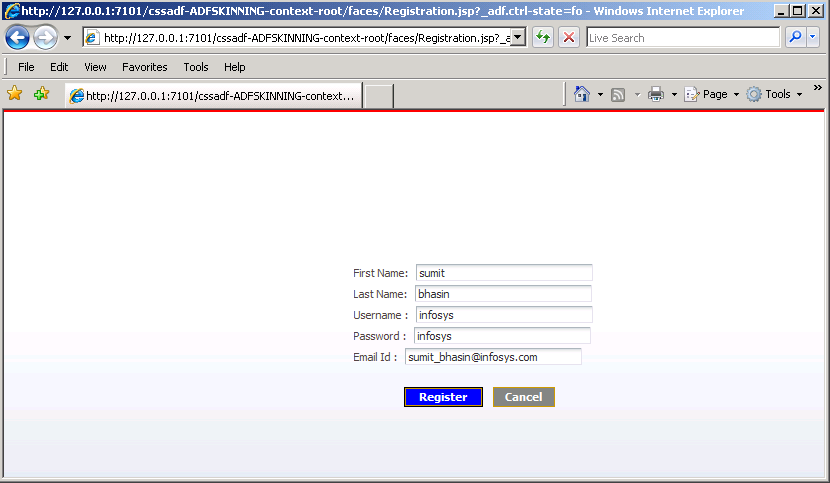 http://127.0.0.1:7101/cssadf-ADFSKINNING-context-root/faces/Registration.jsp?_adf.ctrl-state=fo - Windows Internet Explorer
http://127.0.0.1:7101/cssadf-ADFSKINNING-context-root/faces/Registration.jsp?_a
Live Search
File Edit View Favorites Tools Help
http://127.0.0.1:7101/cssadf-ADFSKINNING-context...
Page Tools »
First Name: sumit
Last Name: bhasin
Username : infosys
Password : infosys
Email Id : sumit_bhasin@infosys.com
Register Cancel